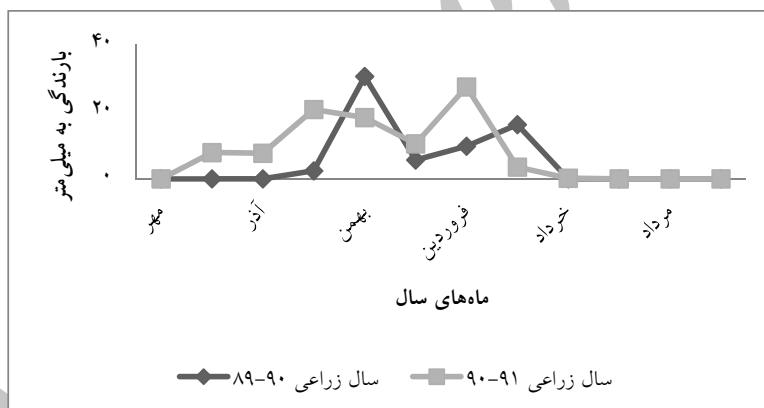 بارندگی به میلی‌متر
۴۰
۲۰
۰
مهر
آذر
بهمن
فروردین
خرداد
مرداد
ماه‌های سال
سال زراعی ۹۰-۸۹
سال زراعی ۹۱-۹۰